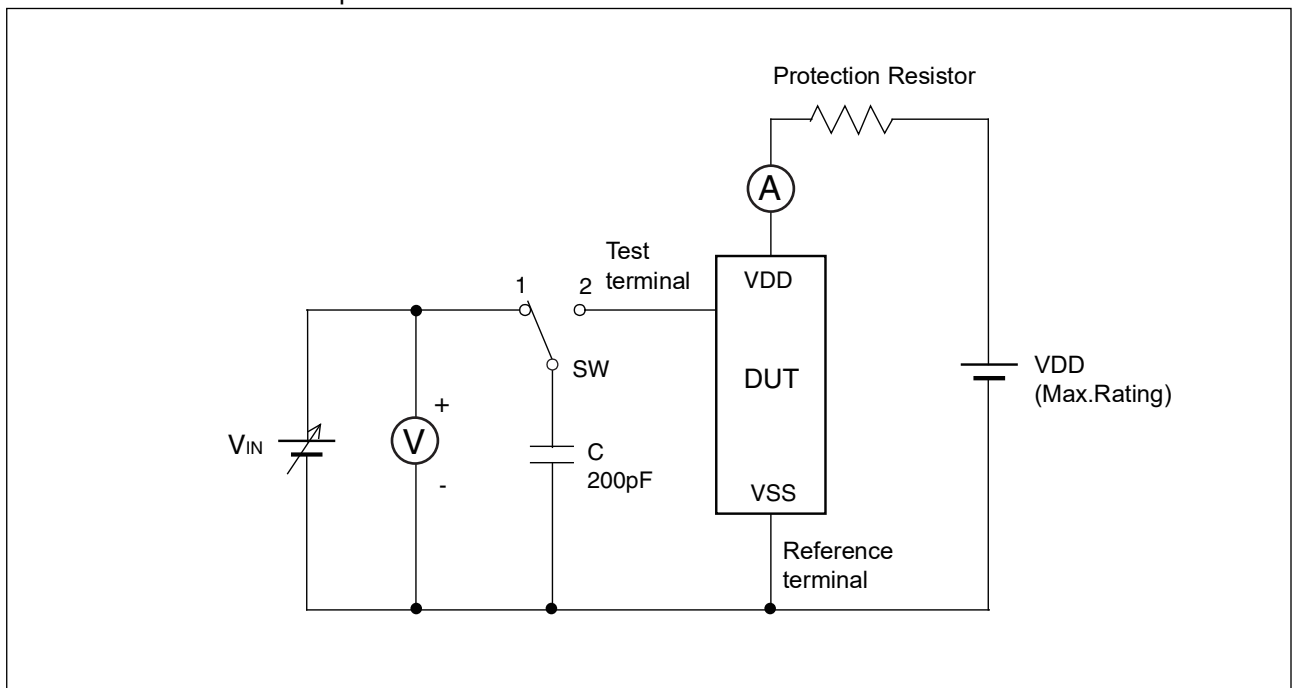 Protection Resistor
A
Test
terminal
1
2
VDD
SW
DUT
VDD
(Max.Rating)
VIN
V
+
-
C
200pF
VSS
Reference
terminal